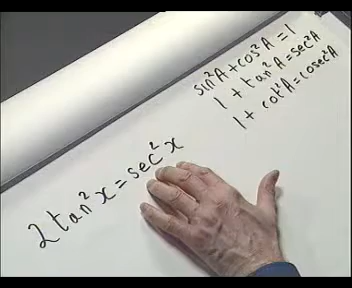 sin²A + cos²A = 1
1 + tan²A = sec²A
1 + cot²A = cosec²A
2 tan²x = sec²x